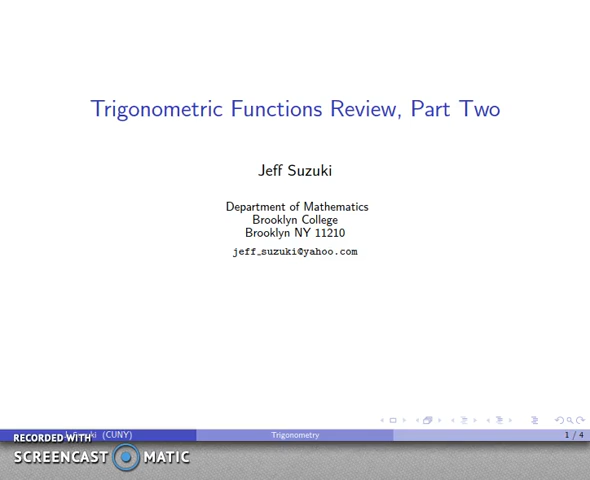 Trigonometric Functions Review, Part Two
Jeff Suzuki
Department of Mathematics
Brooklyn College
Brooklyn NY 11210
jeff_suzuki@yahoo.com
(CUNY)
Trigonometry
1 / 4
RECORDED WITH
SCREENCAST MATIC